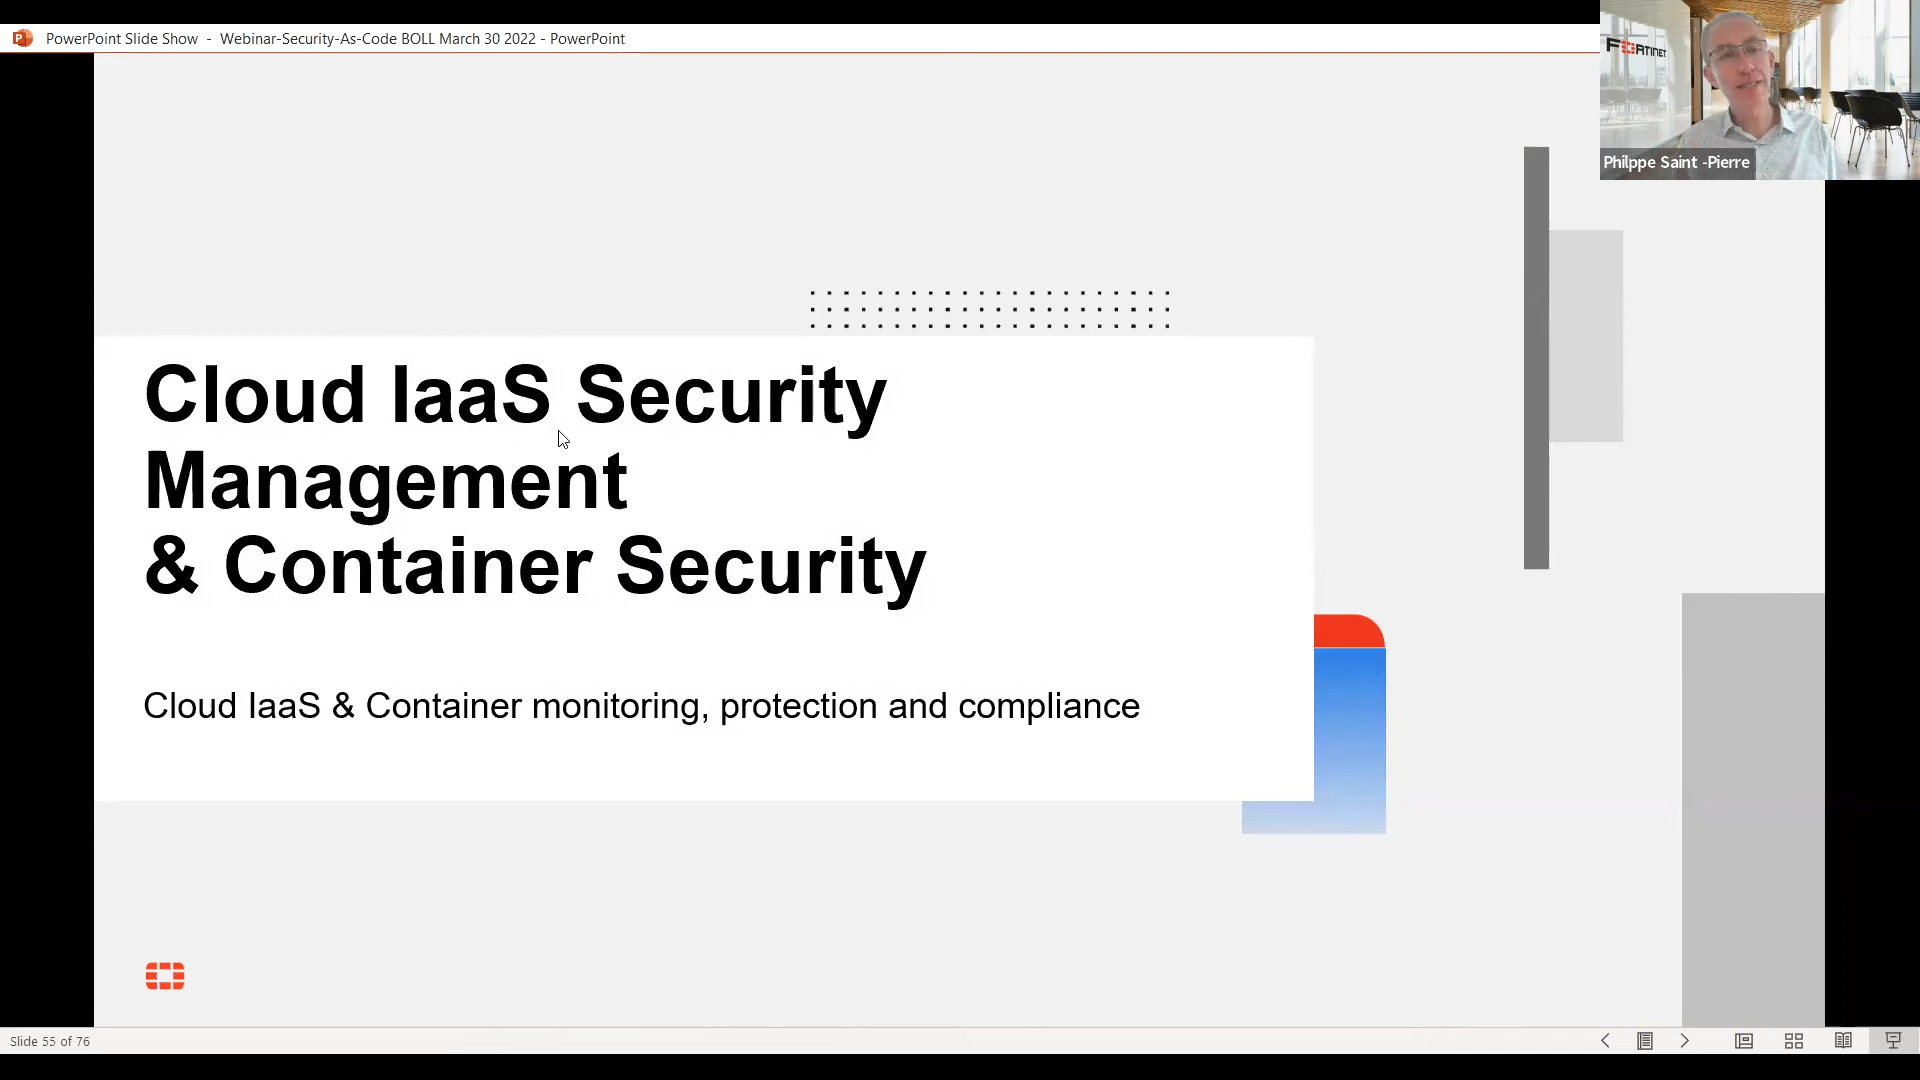 PowerPoint Slide Show - Webinar-Security-As-Code BOLL March 30 2022 - PowerPoint
FORTINET
Philppe Saint -Pierre
Cloud IaaS Security
Management
& Container Security
Cloud IaaS & Container monitoring, protection and compliance
Slide 55 of 76